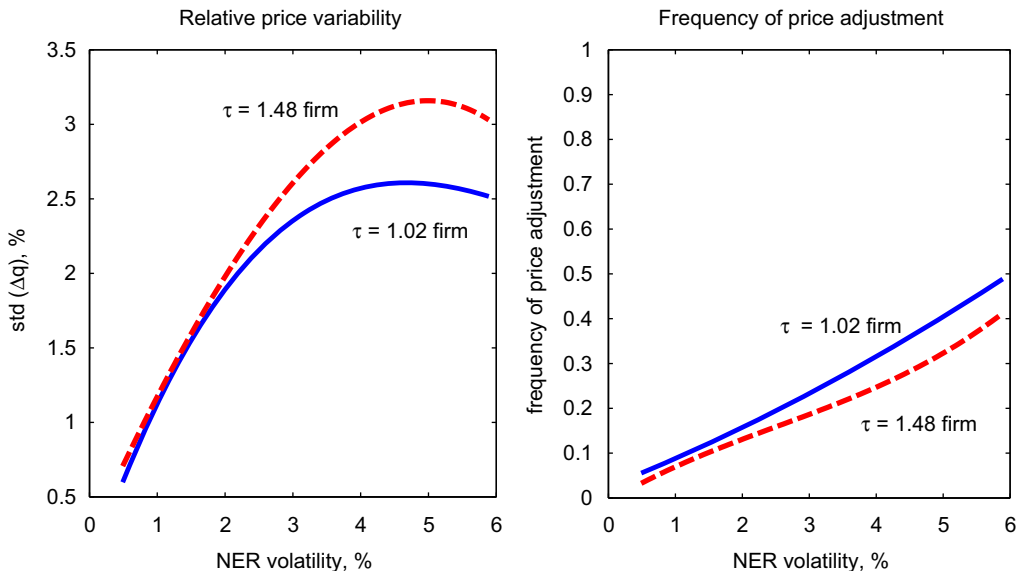 Relative price variability
3.5
3
2.5
2
1.5
1
0.5
0 1 2 3 4 5 6
std (Δq), %
NER volatility, %
τ = 1.48 firm
τ = 1.02 firm
Frequency of price adjustment
1
0.9
0.8
0.7
0.6
0.5
0.4
0.3
0.2
0.1
0
0 1 2 3 4 5 6
frequency of price adjustment
NER volatility, %
τ = 1.02 firm
τ = 1.48 firm